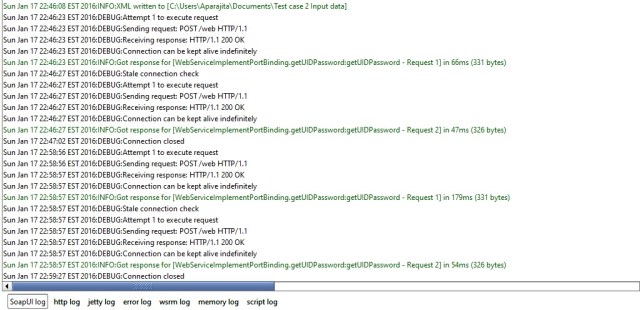 Sun Jan 17 22:46:08 EST 2016:INFO:XML written to [C:\Users\Aparajita\Documents\Test case 2 Input data]
Sun Jan 17 22:46:23 EST 2016:DEBUG:Attempt 1 to execute request
Sun Jan 17 22:46:23 EST 2016:DEBUG:Sending request: POST /web HTTP/1.1
Sun Jan 17 22:46:23 EST 2016:DEBUG:Receiving response: HTTP/1.1 200 OK
Sun Jan 17 22:46:23 EST 2016:DEBUG:Connection can be kept alive indefinitely
Sun Jan 17 22:46:23 EST 2016:INFO:Got response for [WebServiceImplementPortBinding.getUIDPassword:getUIDPassword - Request 1] in 66ms (331 bytes)
Sun Jan 17 22:46:27 EST 2016:DEBUG:Stale connection check
Sun Jan 17 22:46:27 EST 2016:DEBUG:Attempt 1 to execute request
Sun Jan 17 22:46:27 EST 2016:DEBUG:Sending request: POST /web HTTP/1.1
Sun Jan 17 22:46:27 EST 2016:DEBUG:Receiving response: HTTP/1.1 200 OK
Sun Jan 17 22:46:27 EST 2016:DEBUG:Connection can be kept alive indefinitely
Sun Jan 17 22:46:27 EST 2016:INFO:Got response for [WebServiceImplementPortBinding.getUIDPassword:getUIDPassword - Request 2] in 47ms (326 bytes)
Sun Jan 17 22:47:02 EST 2016:DEBUG:Connection closed
Sun Jan 17 22:58:56 EST 2016:DEBUG:Attempt 1 to execute request
Sun Jan 17 22:58:56 EST 2016:DEBUG:Sending request: POST /web HTTP/1.1
Sun Jan 17 22:58:57 EST 2016:DEBUG:Receiving response: HTTP/1.1 200 OK
Sun Jan 17 22:58:57 EST 2016:DEBUG:Connection can be kept alive indefinitely
Sun Jan 17 22:58:57 EST 2016:INFO:Got response for [WebServiceImplementPortBinding.getUIDPassword:getUIDPassword - Request 1] in 179ms (331 bytes)
Sun Jan 17 22:58:57 EST 2016:DEBUG:Stale connection check
Sun Jan 17 22:58:57 EST 2016:DEBUG:Attempt 1 to execute request
Sun Jan 17 22:58:57 EST 2016:DEBUG:Sending request: POST /web HTTP/1.1
Sun Jan 17 22:58:57 EST 2016:DEBUG:Receiving response: HTTP/1.1 200 OK
Sun Jan 17 22:58:57 EST 2016:DEBUG:Connection can be kept alive indefinitely
Sun Jan 17 22:58:57 EST 2016:INFO:Got response for [WebServiceImplementPortBinding.getUIDPassword:getUIDPassword - Request 2] in 54ms (326 bytes)
Sun Jan 17 22:59:27 EST 2016:DEBUG:Connection closed
SoapUI log http log jetty log error log wsrm log memory log script log